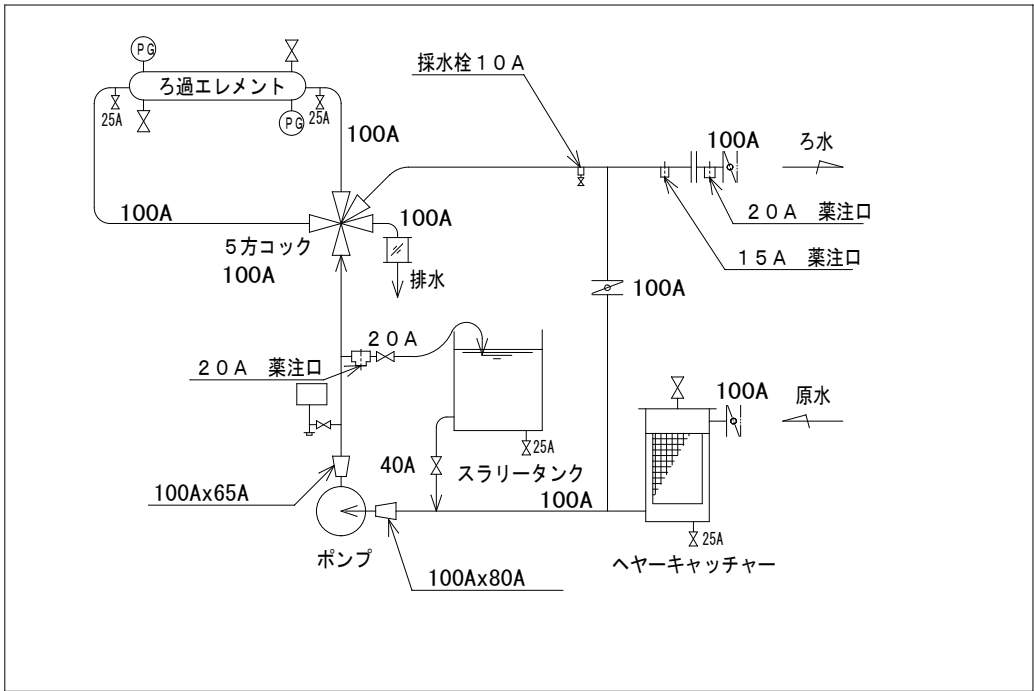 PG
採水栓１０Ａ
ろ過エレメント
25A
25A
PG
100A
100A
ろ水
100A
100A
２０Ａ　薬注口
５方コック
100A
１５Ａ　薬注口
排水
100A
２０Ａ
２０Ａ　薬注口
100A
原水
25A
40A
スラリータンク
100Ax65A
100A
25A
ポンプ
ヘヤーキャッチャー
100Ax80A